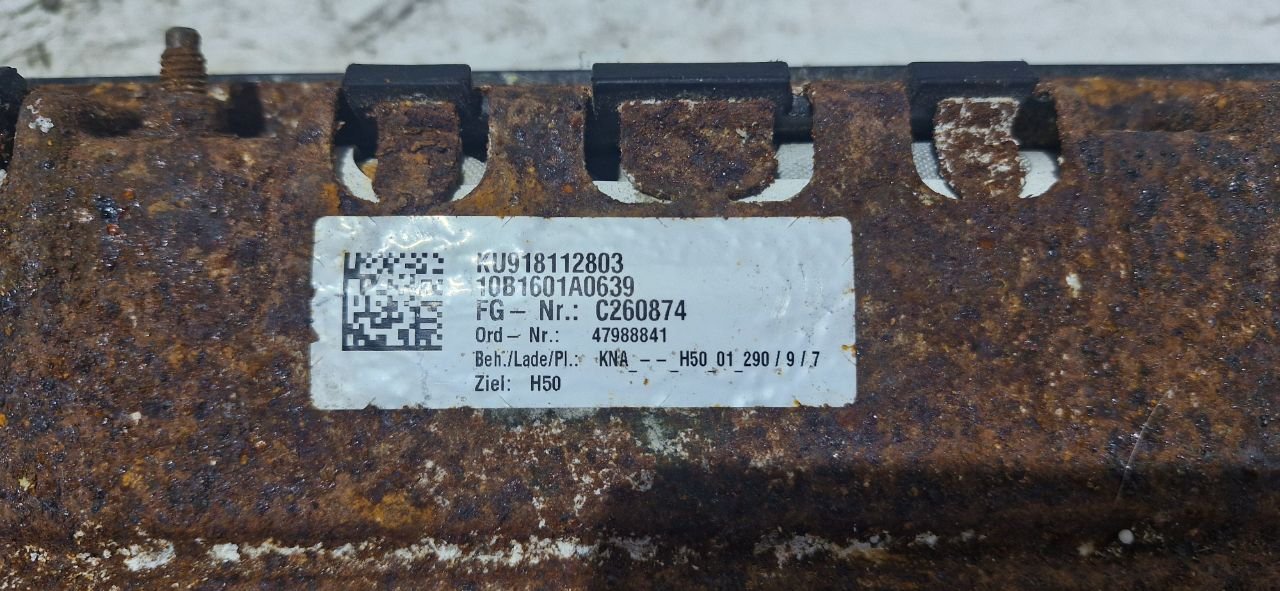 KU918112803
10B1601A0639
FG – Nr.: C260874
Ord – Nr.: 47988841
Beh./Lade/Pl.: KNA_ – – _H50_01_290 / 9 / 7
Ziel: H50